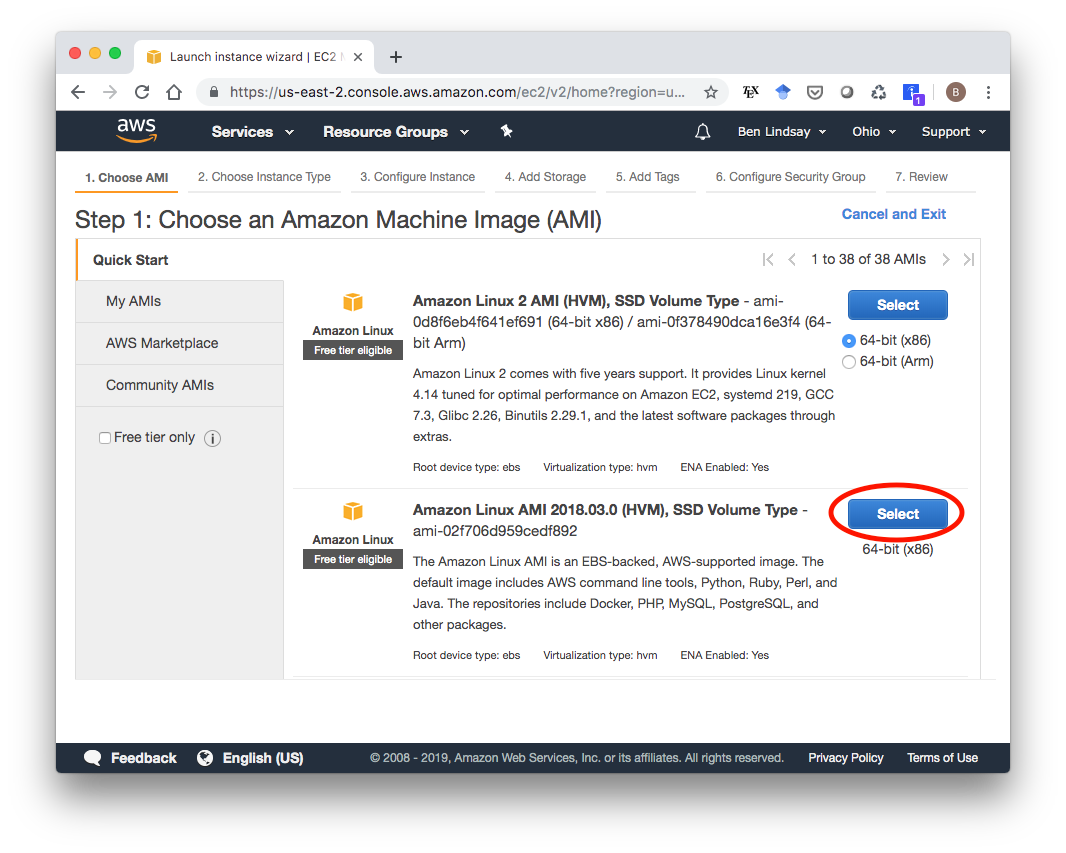 Launch instance wizard | EC2
https://us-east-2.console.aws.amazon.com/ec2/v2/home?region=u...
TEX
1
B
aws
Services
Resource Groups
Ben Lindsay
Ohio
Support
1. Choose AMI
2. Choose Instance Type
3. Configure Instance
4. Add Storage
5. Add Tags
6. Configure Security Group
7. Review
Step 1: Choose an Amazon Machine Image (AMI)
Cancel and Exit
Quick Start
My AMIs
AWS Marketplace
Community AMIs
Free tier only
i
1 to 38 of 38 AMIs
Amazon Linux
Free tier eligible
Amazon Linux 2 AMI (HVM), SSD Volume Type - ami-
0d8f6eb4f641ef691 (64-bit x86) / ami-0f378490dca16e3f4 (64-
bit Arm)
Amazon Linux 2 comes with five years support. It provides Linux kernel
4.14 tuned for optimal performance on Amazon EC2, systemd 219, GCC
7.3, Glibc 2.26, Binutils 2.29.1, and the latest software packages through
extras.
Root device type: ebs
Virtualization type: hvm
ENA Enabled: Yes
Select
64-bit (x86)
64-bit (Arm)
Amazon Linux
Free tier eligible
Amazon Linux AMI 2018.03.0 (HVM), SSD Volume Type -
ami-02f706d959cedf892
The Amazon Linux AMI is an EBS-backed, AWS-supported image. The
default image includes AWS command line tools, Python, Ruby, Perl, and
Java. The repositories include Docker, PHP, MySQL, PostgreSQL, and
other packages.
Root device type: ebs
Virtualization type: hvm
ENA Enabled: Yes
Select
64-bit (x86)
Feedback
English (US)
© 2008 - 2019, Amazon Web Services, Inc. or its affiliates. All rights reserved.
Privacy Policy
Terms of Use